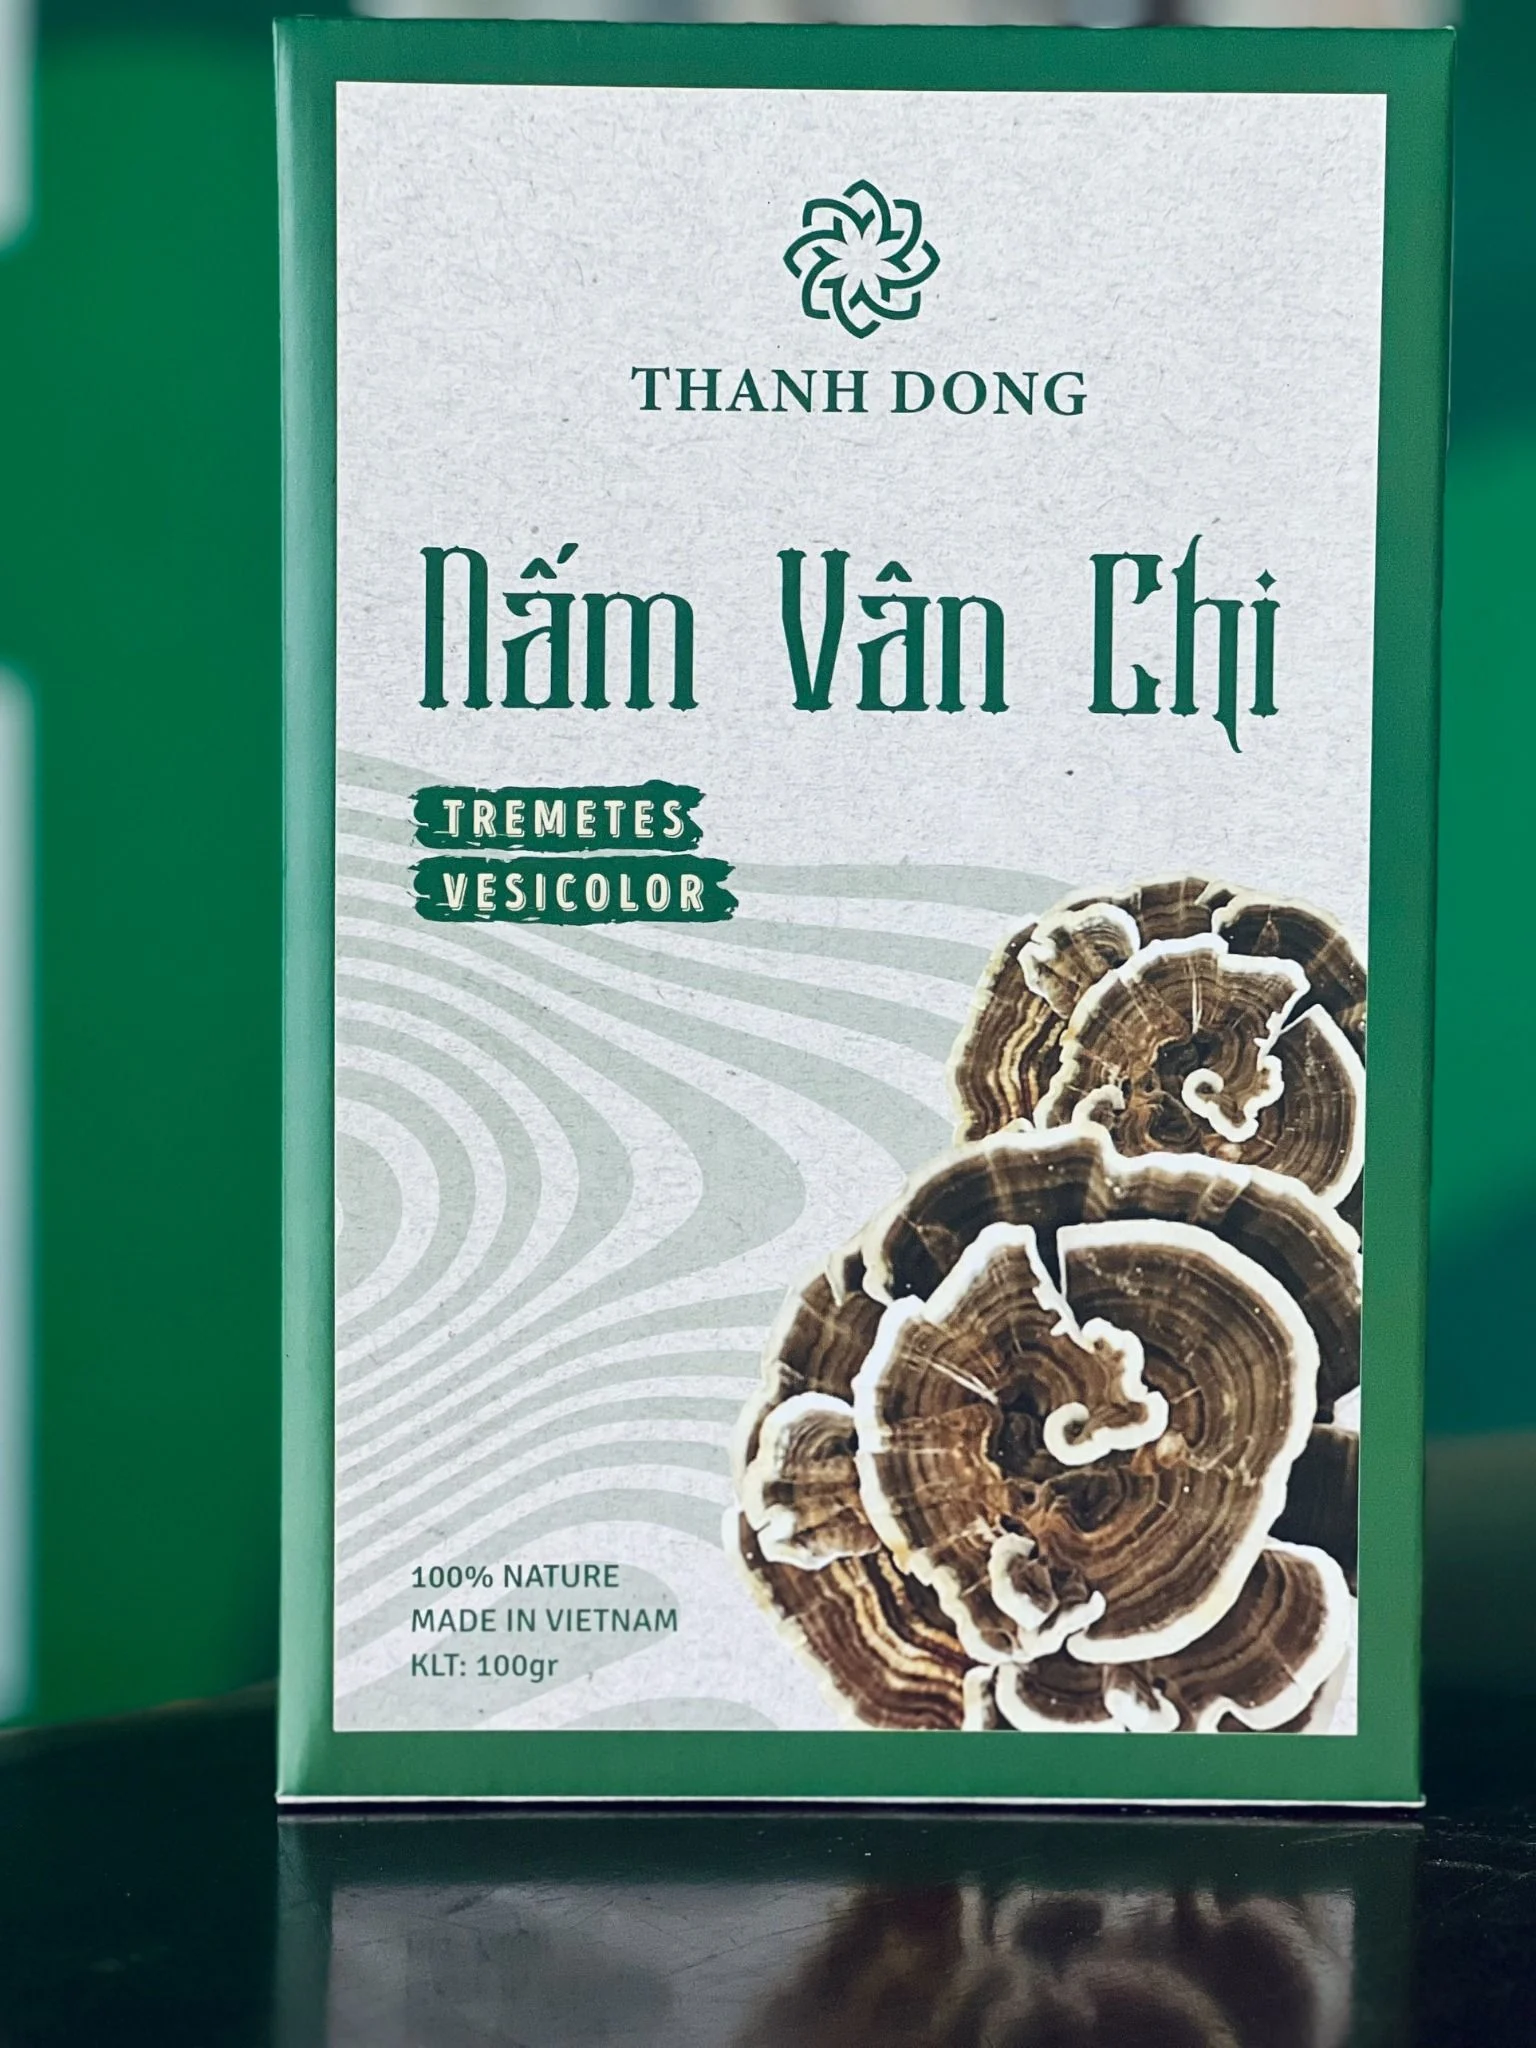 THANH DONG
Nấm Vân Chi
TREMETES
VESICOLOR
100% NATURE
MADE IN VIETNAM
KLT: 100gr